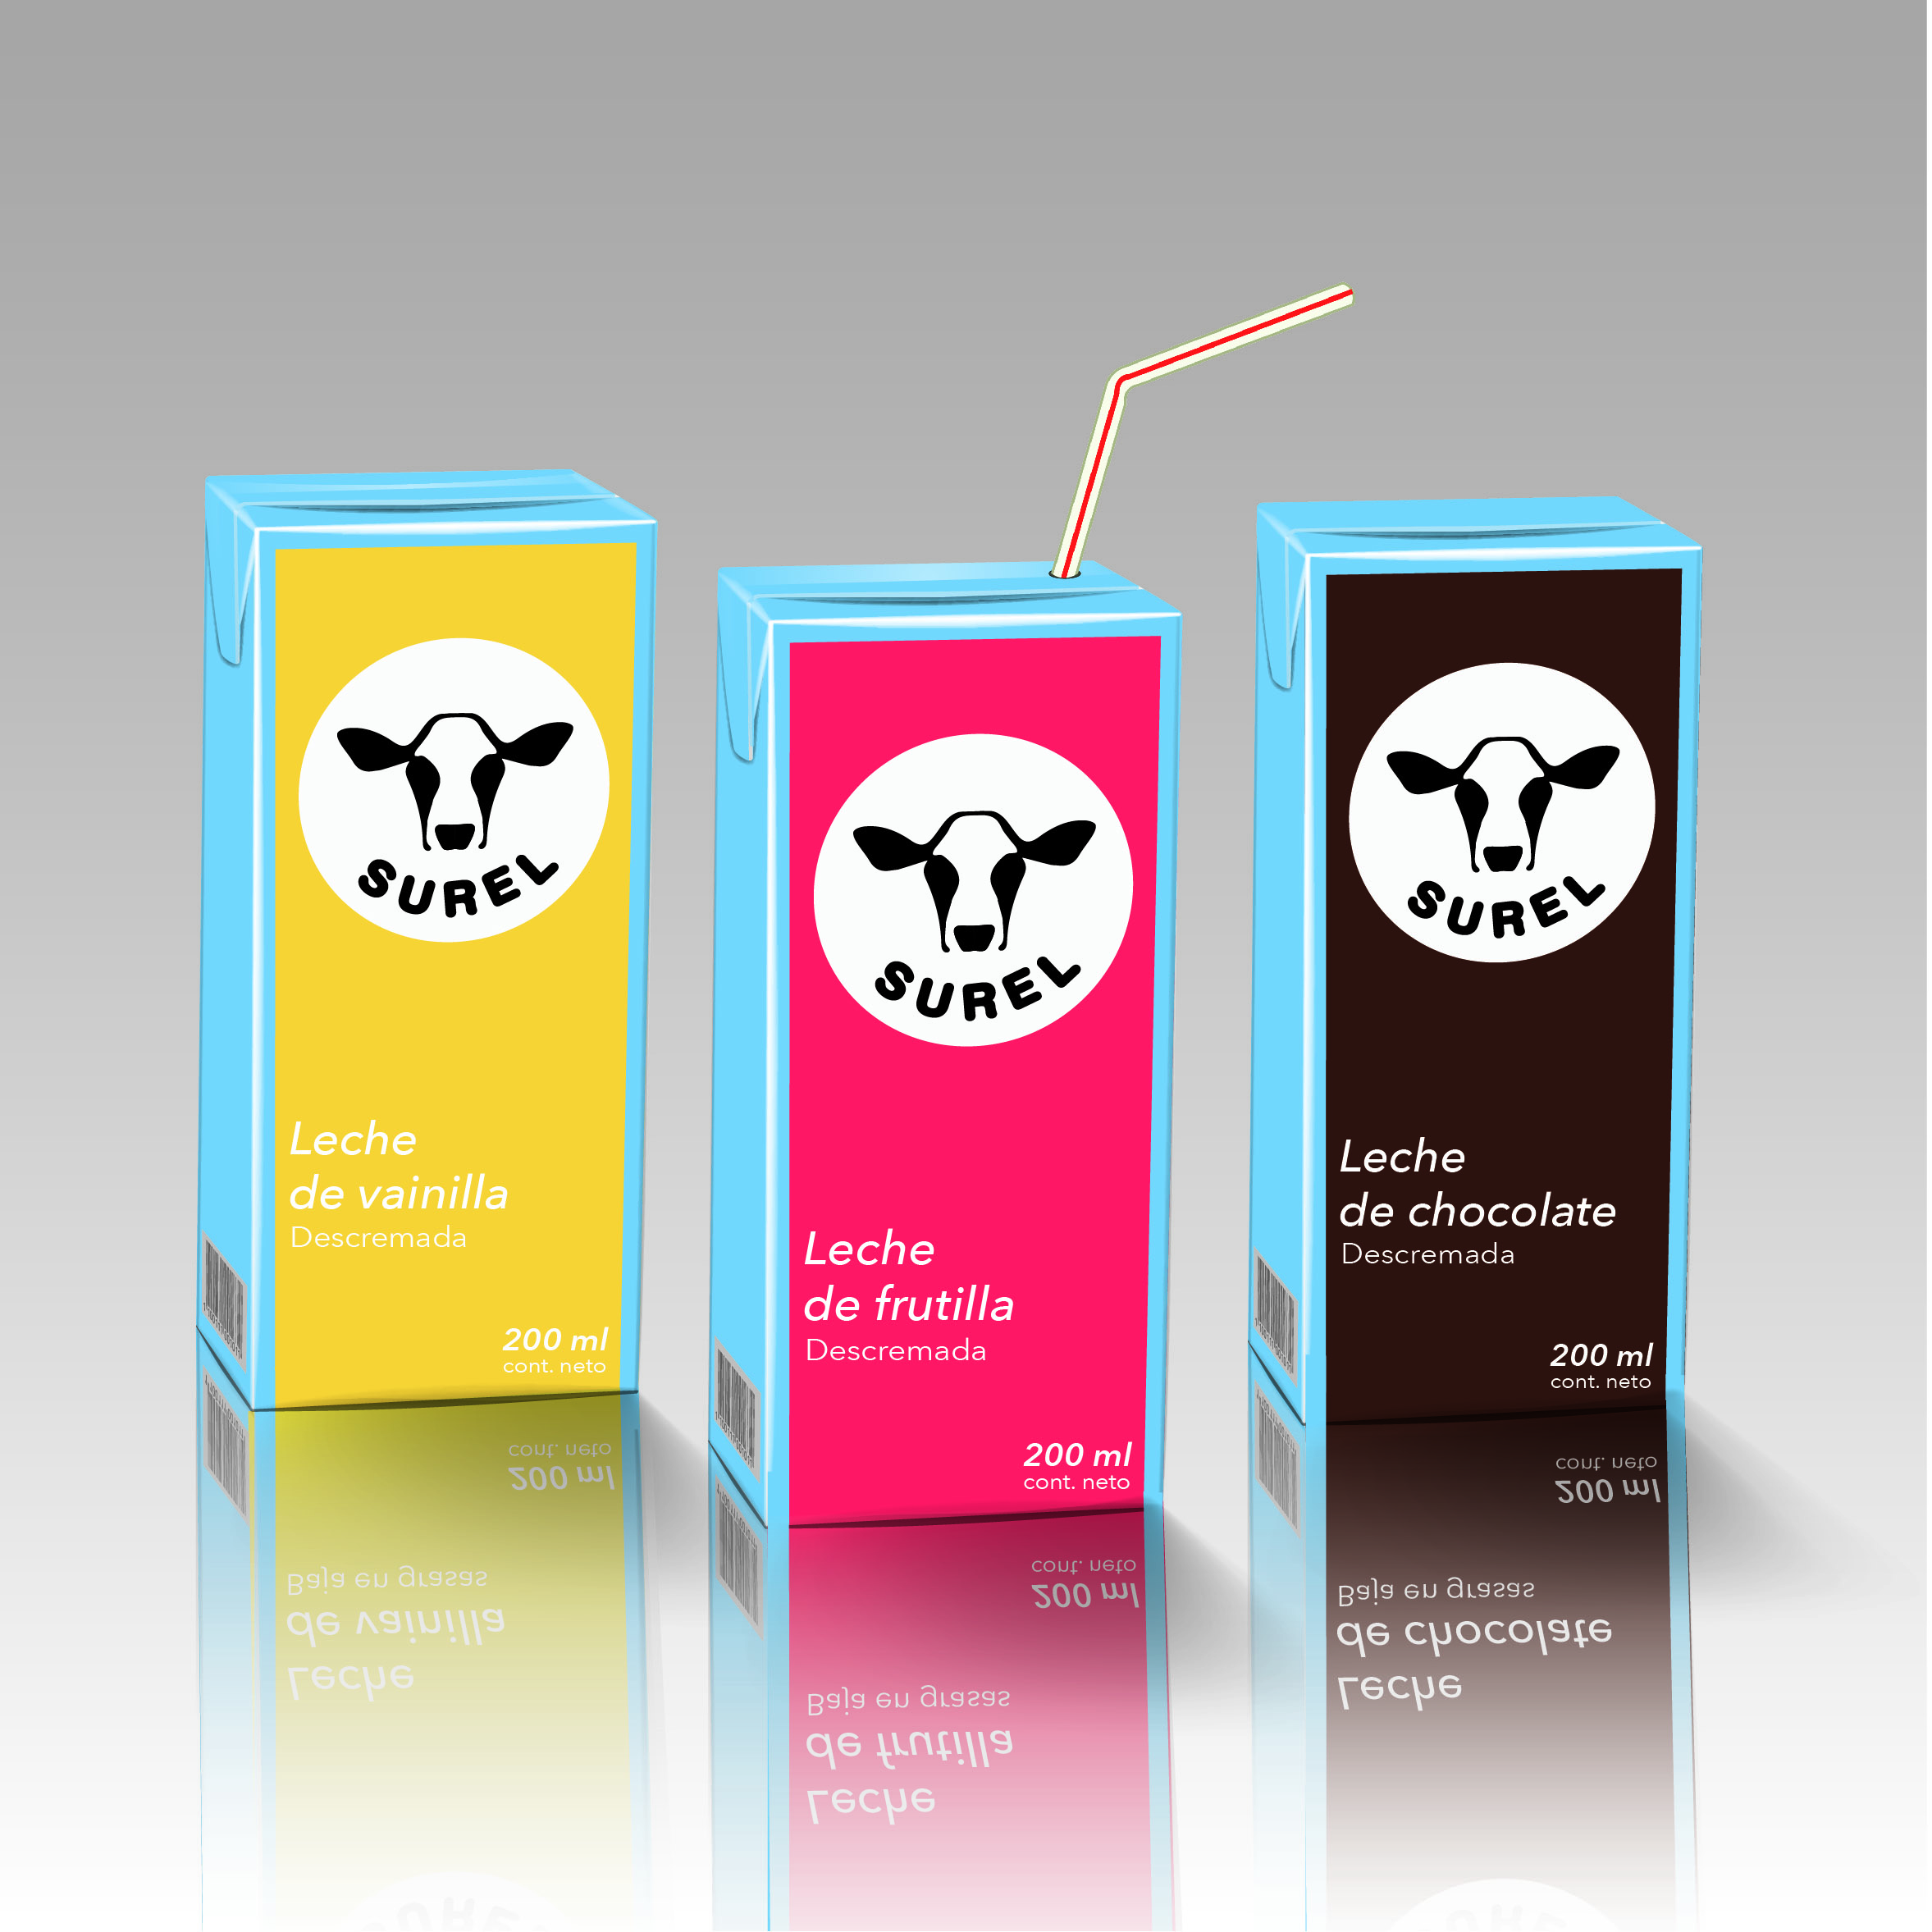 SUREL
Leche
de vainilla
Descremada
200 ml
cont. neto
SUREL
Leche
de frutilla
Descremada
200 ml
cont. neto
SUREL
Leche
de chocolate
Descremada
200 ml
cont. neto
cont. neto
200 ml
Baja en grasas
de vainilla
Leche
SUREL
cont. neto
200 ml
Baja en grasas
de frutilla
Leche
cont. neto
200 ml
Baja en grasas
de chocolate
Leche